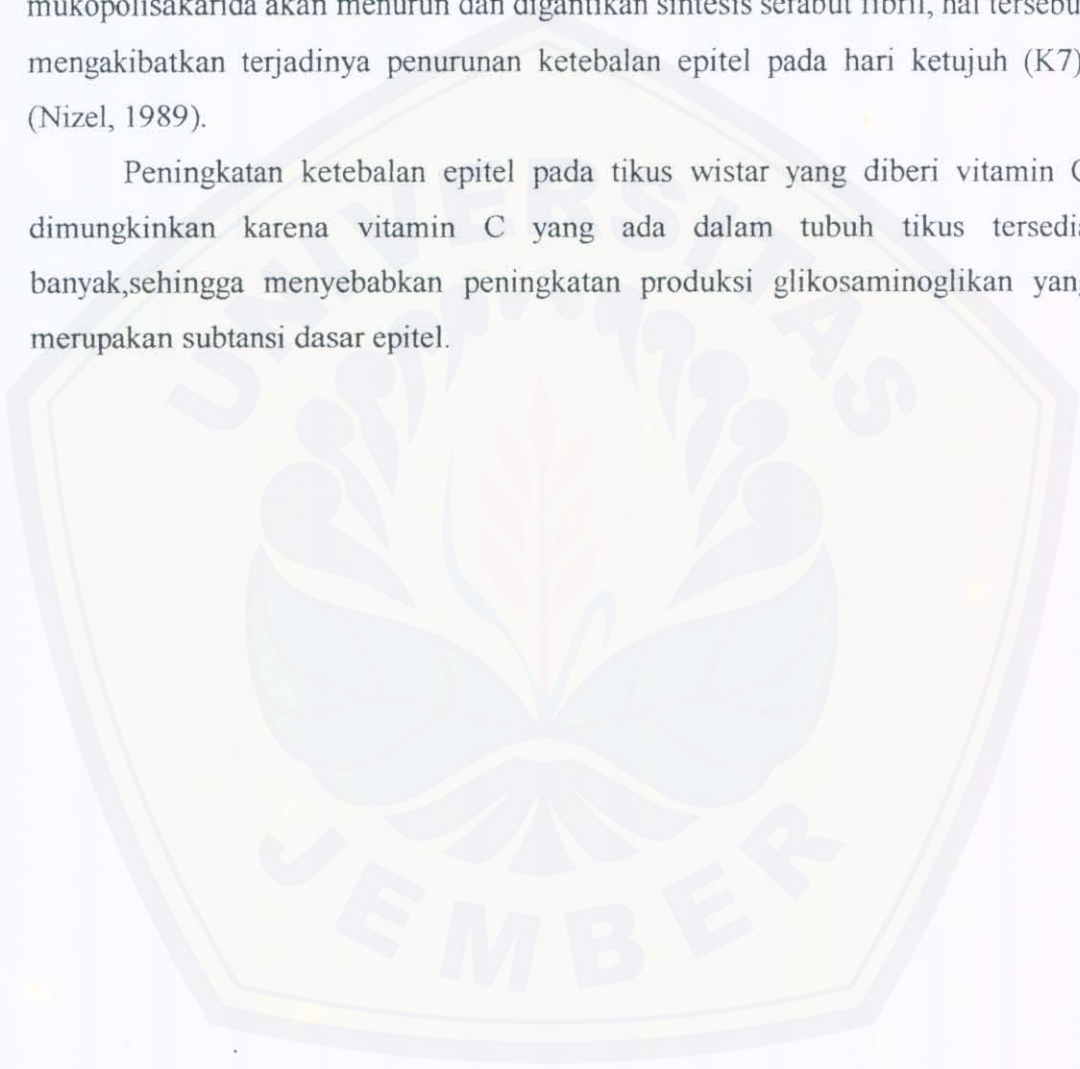 mukopolisakarida akan menurun dan digantikan sintesis serabut fibril, hal tersebu
mengakibatkan terjadinya penurunan ketebalan epitel pada hari ketujuh (K7)
(Nizel, 1989).
Peningkatan ketebalan epitel pada tikus wistar yang diberi vitamin C
dimungkinkan karena vitamin C yang ada dalam tubuh tikus tersedia
banyak,sehingga menyebabkan peningkatan produksi glikosaminoglikan yang
merupakan subtansi dasar epitel.
UNIVERSITAS
JEMBER